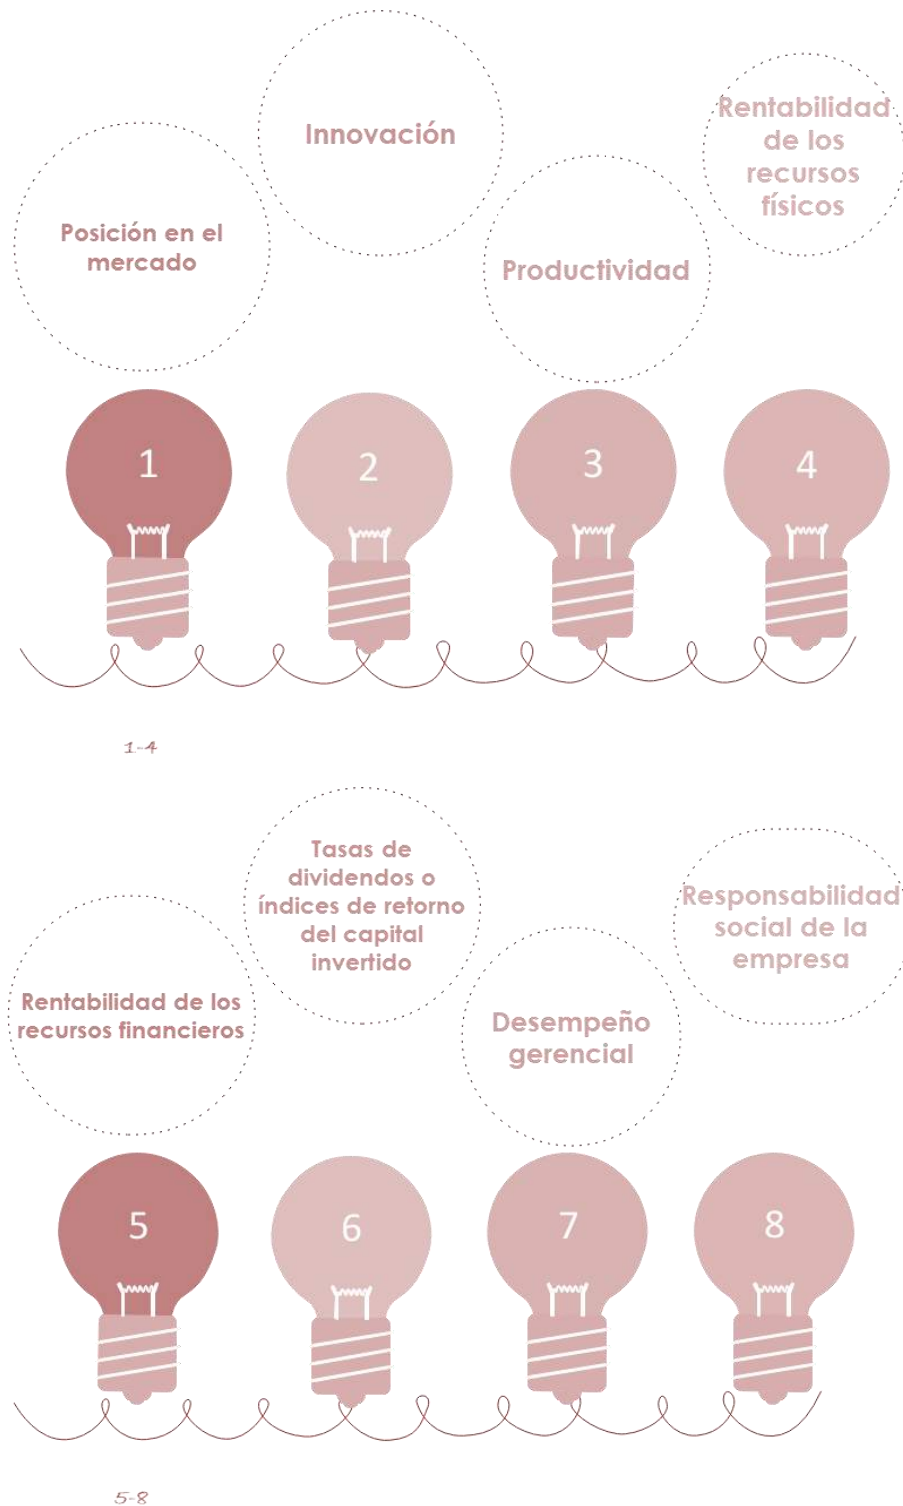 Posición en el
mercado
Innovación
Productividad
Rentabilidad
de los
recursos
físicos
1
2
3
4
1-4
Rentabilidad de los
recursos financieros
Tasas de
dividendos o
índices de retorno
del capital
invertido
Desempeño
gerencial
Responsabilidad
social de la
empresa
5
6
7
8
5-8